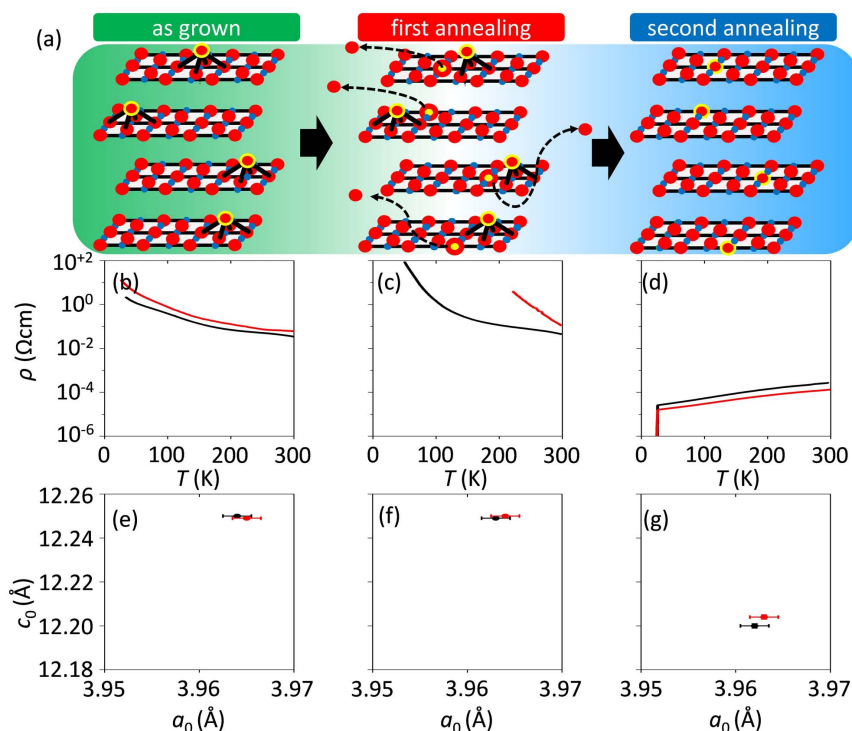 as grown first annealing second annealing
(a)
10+2 (b) (c) (d)
10^0
ρ (Ωcm)
10^-2
10^-4
10^-6
0 100 200 300 0 100 200 300 0 100 200 300
T (K) T (K) T (K)
12.26 (e) (f) (g)
12.24
12.22
c0 (Å)
12.20
12.18
3.95 3.96 3.97 3.95 3.96 3.97 3.95 3.96 3.97
a0 (Å) a0 (Å) a0 (Å)